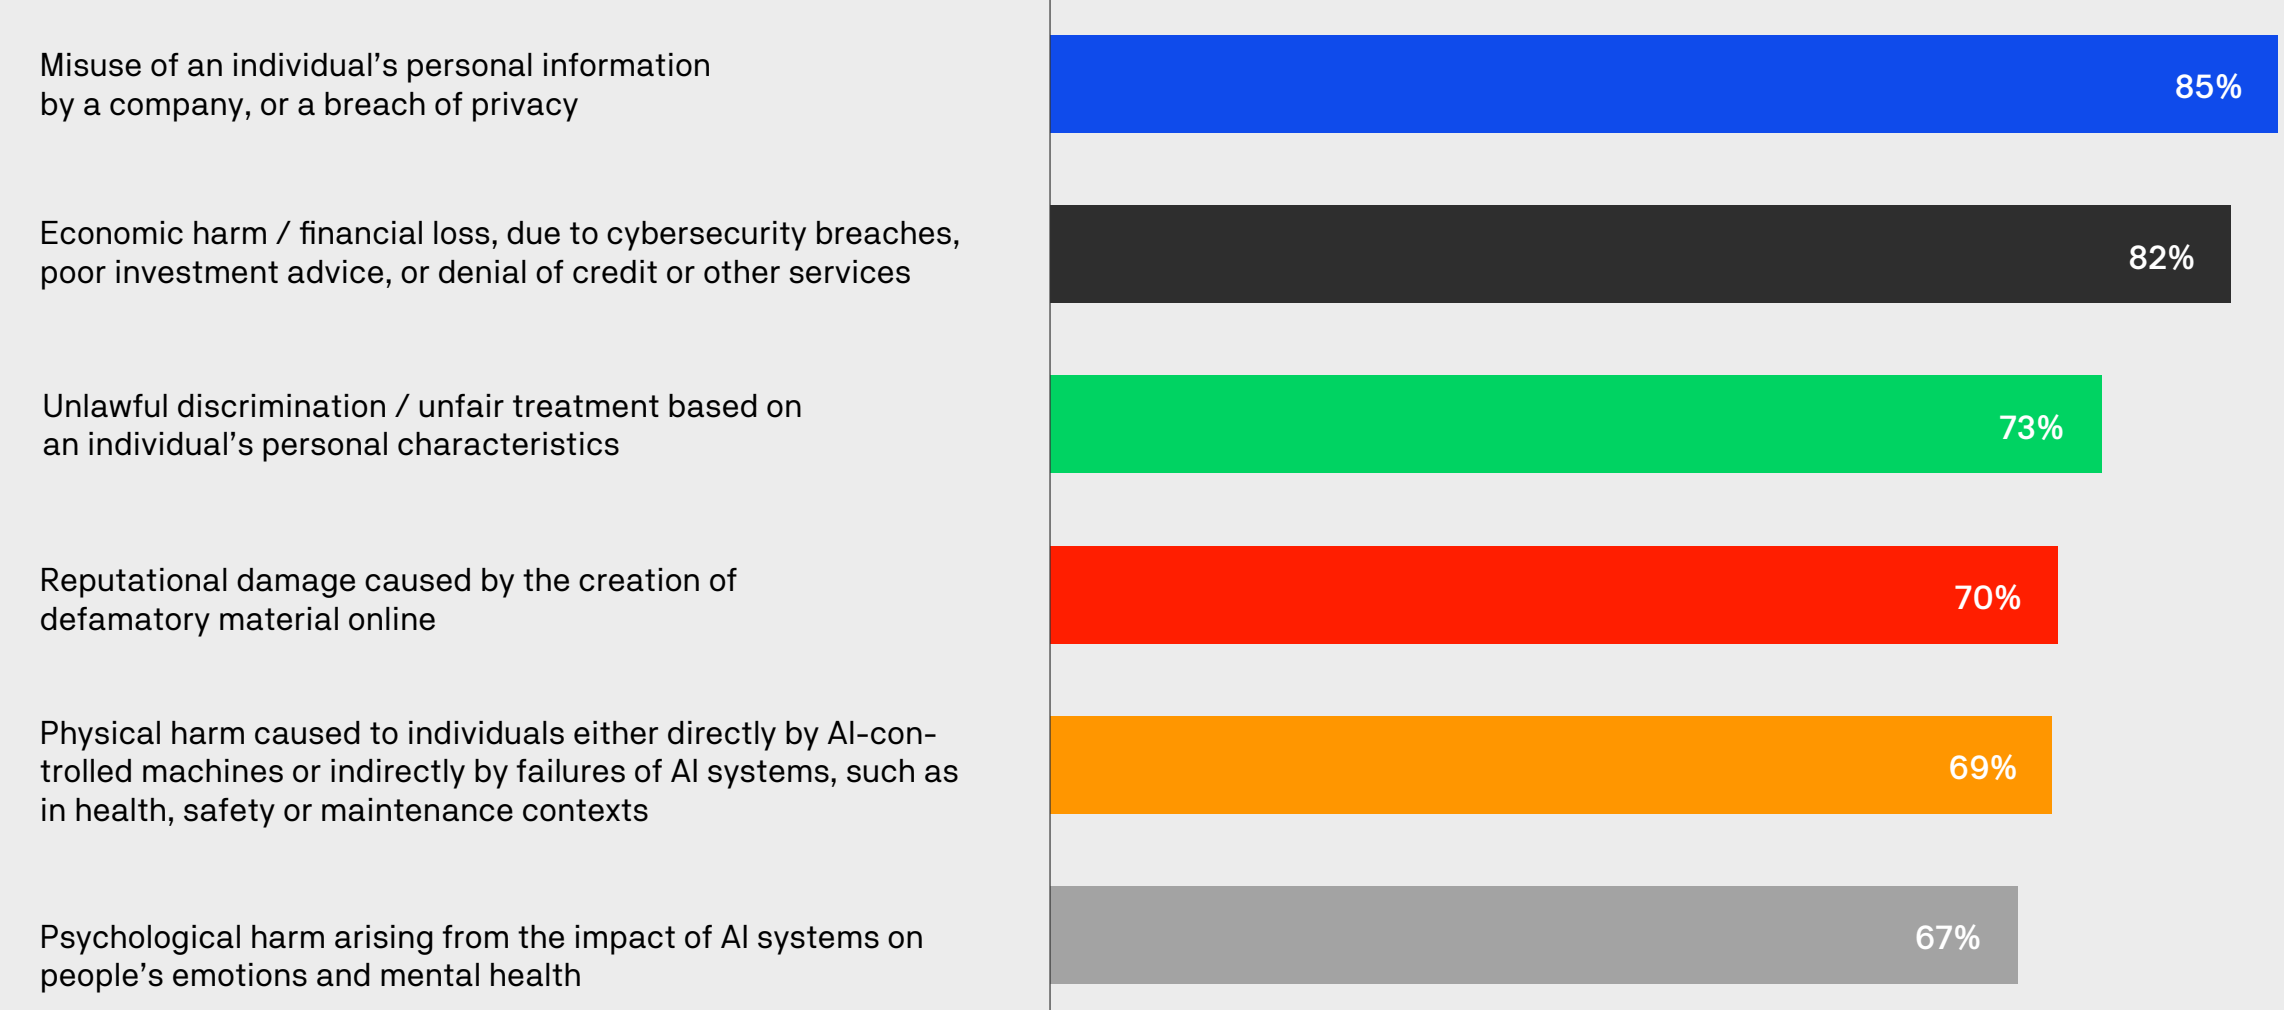 Misuse of an individual’s personal information
by a company, or a breach of privacy
85%
Economic harm / financial loss, due to cybersecurity breaches,
poor investment advice, or denial of credit or other services
82%
Unlawful discrimination / unfair treatment based on
an individual’s personal characteristics
73%
Reputational damage caused by the creation of
defamatory material online
70%
Physical harm caused to individuals either directly by AI-con-
trolled machines or indirectly by failures of AI systems, such as
in health, safety or maintenance contexts
69%
Psychological harm arising from the impact of AI systems on
people’s emotions and mental health
67%